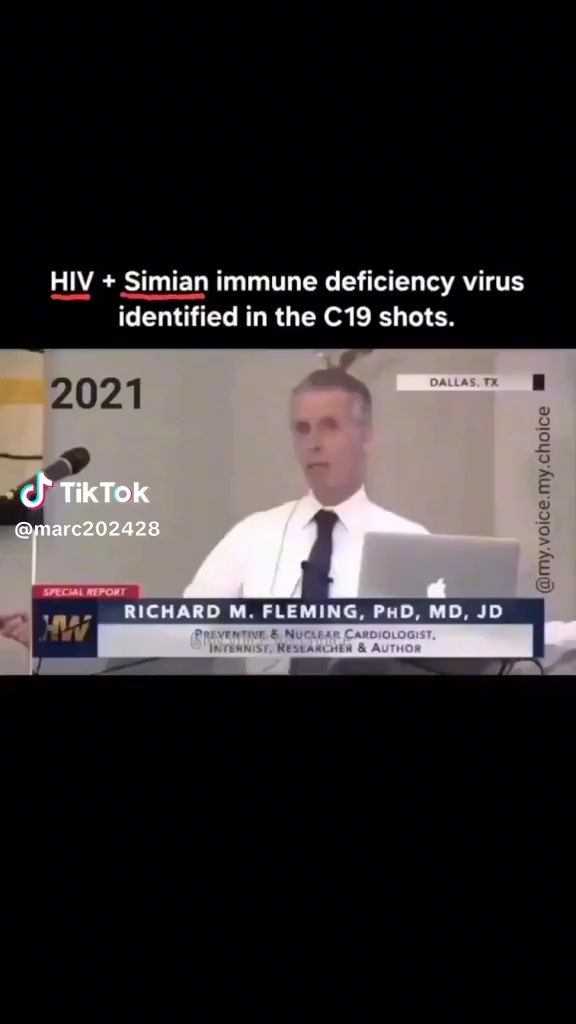 HIV + Simian immune deficiency virus
identified in the C19 shots.
2021
DALLAS, TX
@my.voice.my.choice
TikTok
@marc202428
SPECIAL REPORT
HW
RICHARD M. FLEMING, PHD, MD, JD
PREVENTIVE & NUCLEAR CARDIOLOGIST,
INTERNIST, RESEARCHER & AUTHOR